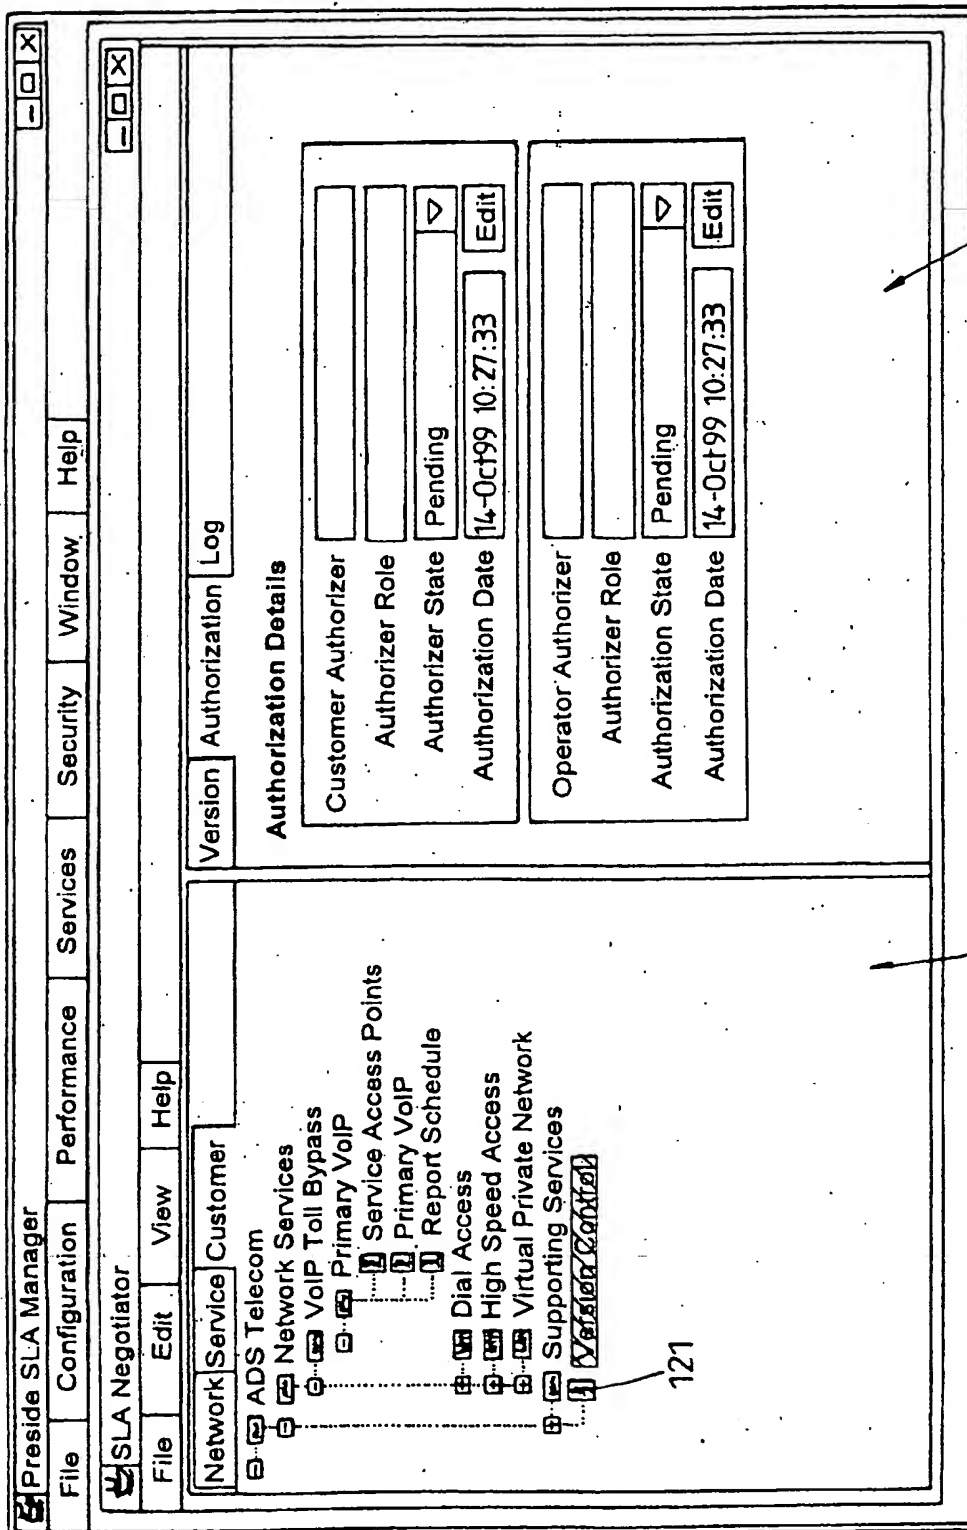 Preside SLA Manager
File Configuration Performance Services Security Window Help
SLA Negotiator
File Edit View Help
Network Service Customer
ADS Telecom
Network Services
VoIP Toll Bypass
Primary VoIP
Service Access Points
Primary VoIP
Report Schedule
Dial Access
High Speed Access
Virtual Private Network
Supporting Services
Version Control
121
Version Authorization Log
Authorization Details
Customer Authorizer
Authorizer Role
Authorizer State Pending
Authorization Date 14-Oct99 10:27:33 Edit
Operator Authorizer
Authorizer Role
Authorization State Pending
Authorization Date 14-Oct99 10:27:33 Edit